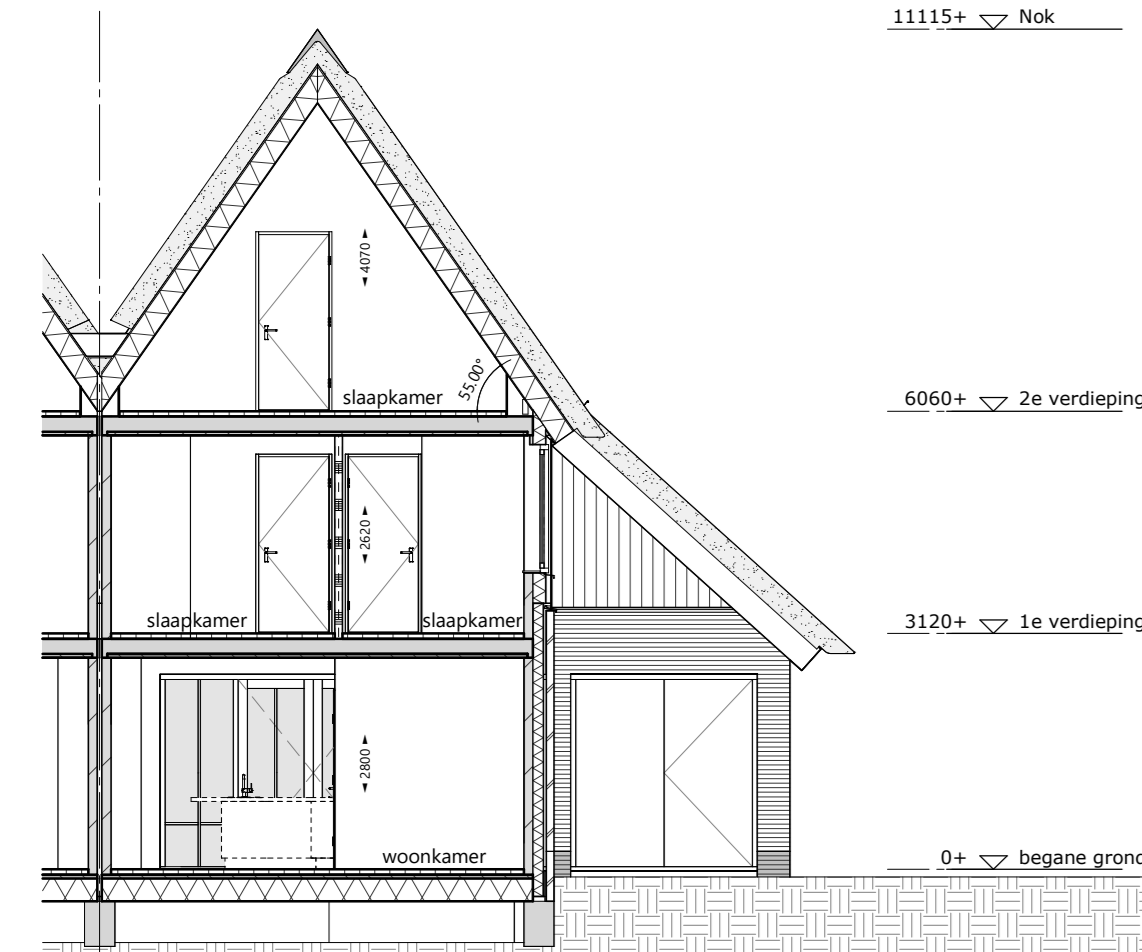 11115+ Nok
4070
slaapkamer
55.00°
6060+ 2e verdieping
2620
slaapkamer
slaapkamer
3120+ 1e verdieping
2800
woonkamer
0+ begane grond